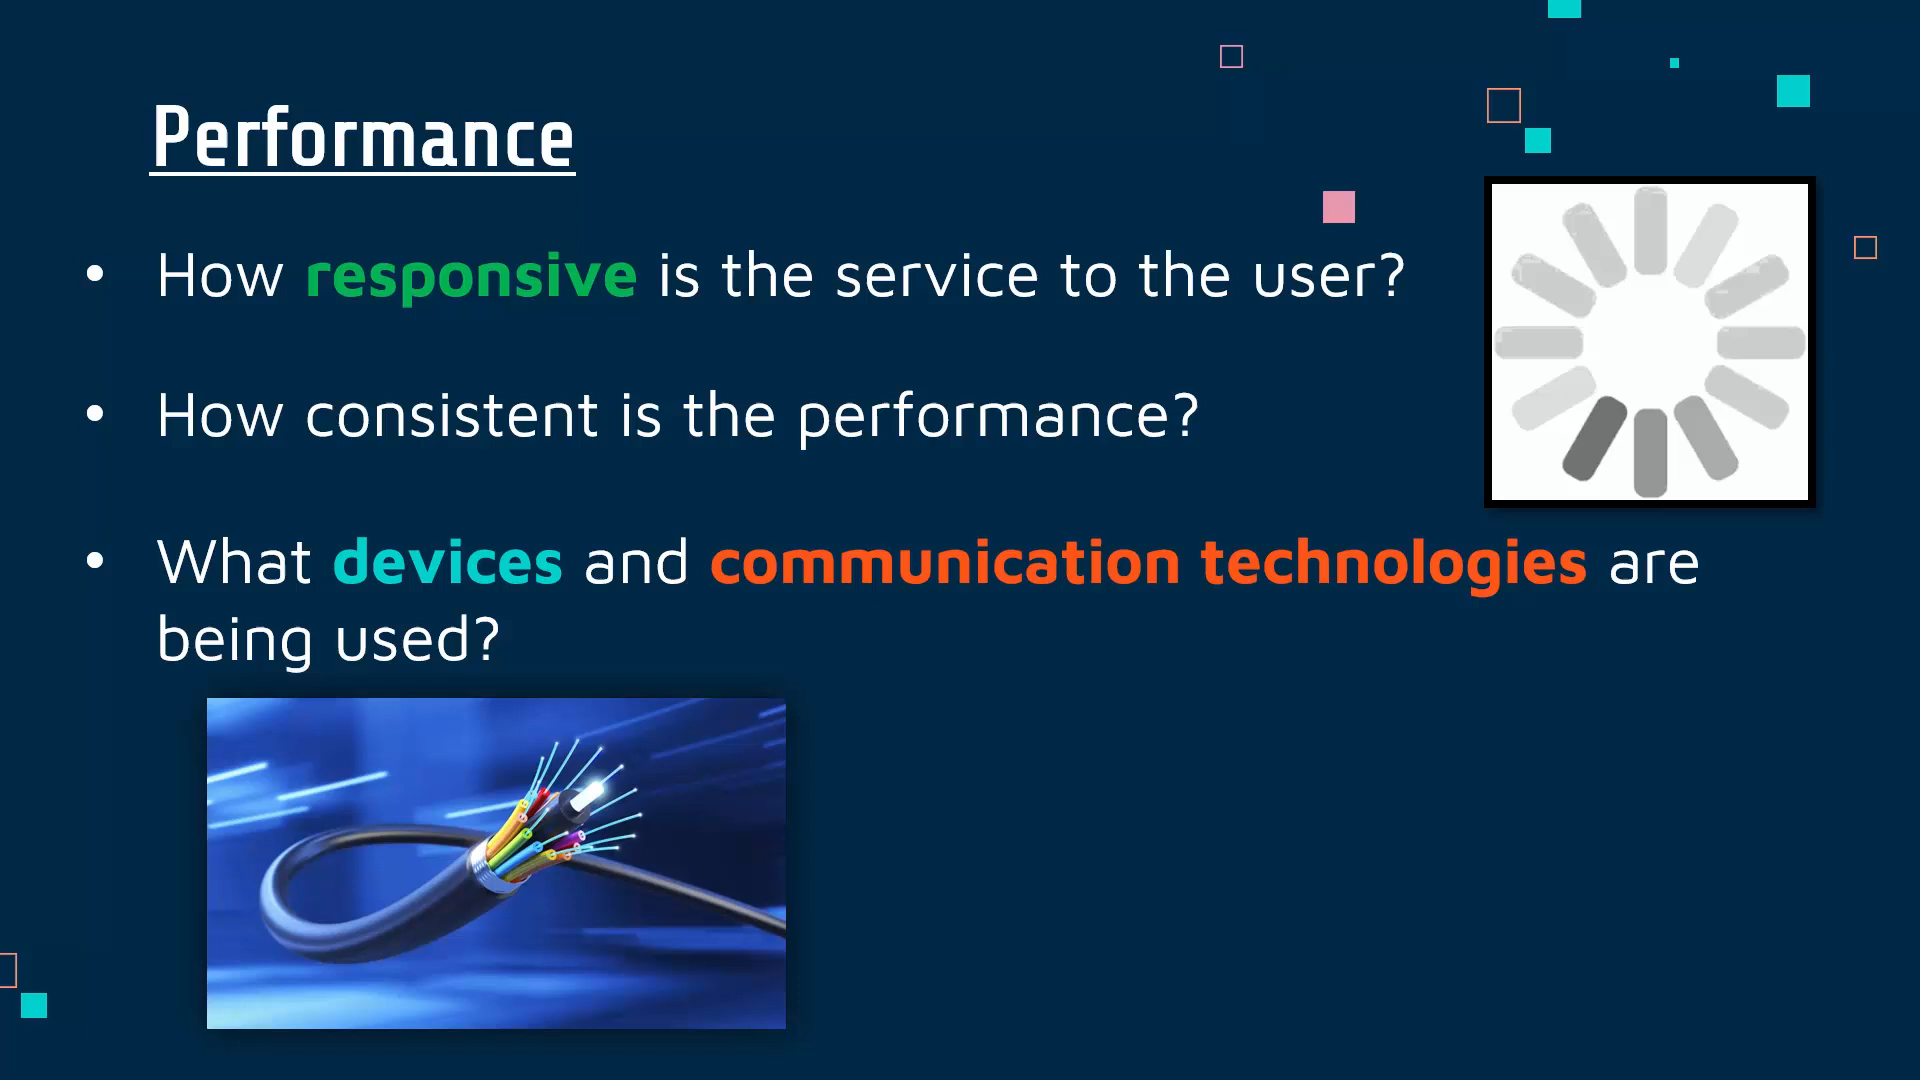 Performance
• How responsive is the service to the user?
• How consistent is the performance?
• What devices and communication technologies are
being used?